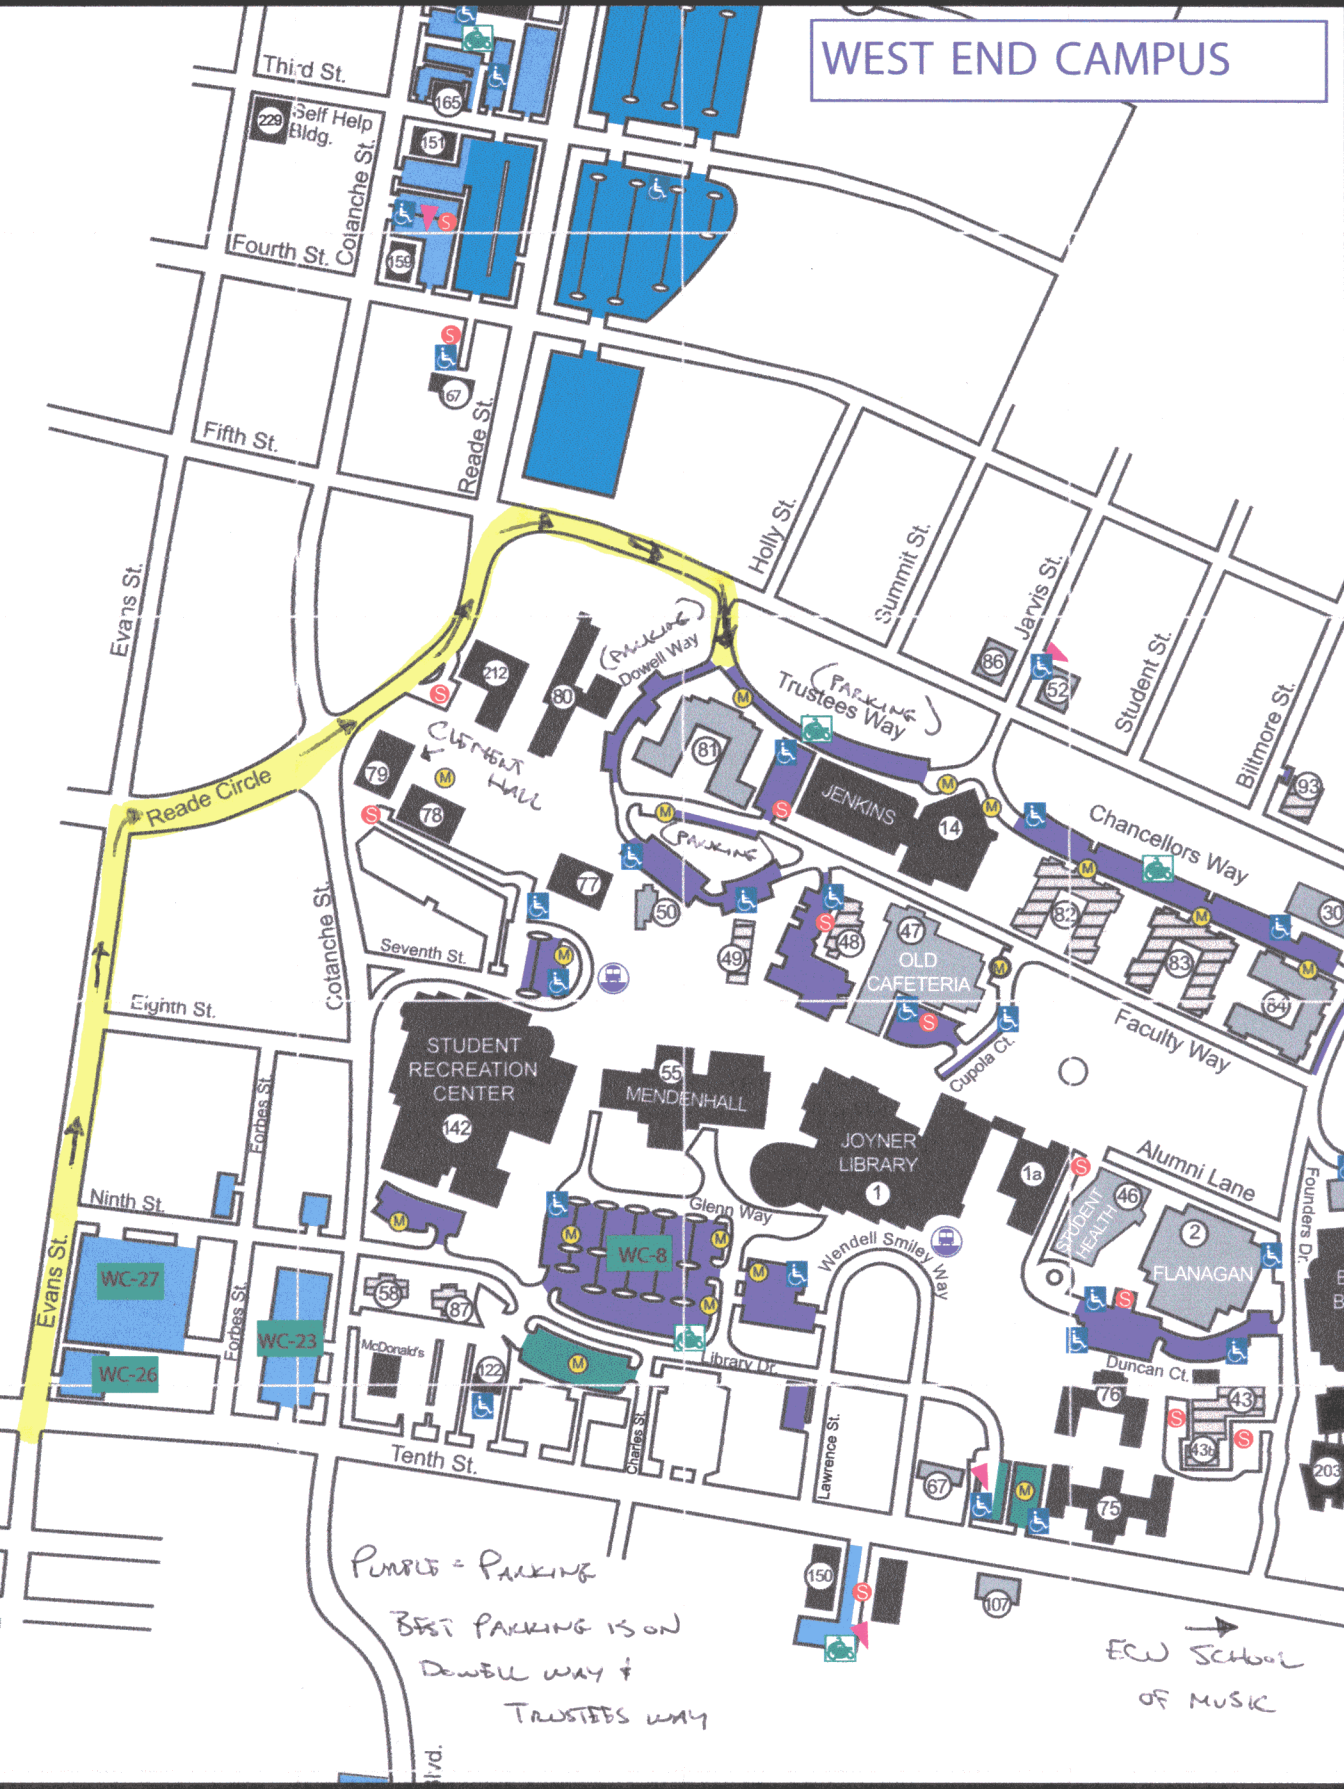 WEST END CAMPUS
Third St.
165
229
Self Help
Bldg.
Cotanche St.
151
S
Fourth St.
159
S
67
Reade St.
Fifth St.
Holly St.
Evans St.
Summit St.
Jarvis St.
(PARKING)
Dowell Way
86
52
Student St.
Biltmore St.
212
80
S
(PARKING)
Trustees Way
M
81
CLEMENT
HALL
79
M
78
S
Reade Circle
M
JENKINS
14
M
M
S
93
Chancellors Way
M
PARKING
77
50
82
M
M
30
Cotanche St.
Seventh St.
M
49
S
48
47
OLD
CAFETERIA
M
83
84
M
Eighth St.
S
Cupola Ct.
Faculty Way
STUDENT
RECREATION
CENTER
142
55
MENDENHALL
JOYNER
LIBRARY
1
1a
S
Alumni Lane
46
STUDENT
HEALTH
2
FLANAGAN
Founders Dr.
Forbes St.
Ninth St.
M
Glenn Way
Wendell Smiley Way
M
WC-8
M
M
M
WC-27
Evans St.
Forbes St.
WC-23
WC-26
58
87
McDonald's
122
M
Library Dr.
S
Duncan Ct.
76
43
S
S
43b
Charles St.
Lawrence St.
Tenth St.
67
M
75
203
150
S
107
PURPLE = PARKING
BEST PARKING IS ON
DOWELL WAY &
TRUSTEES WAY
ECU SCHOOL
OF MUSIC
lvd.